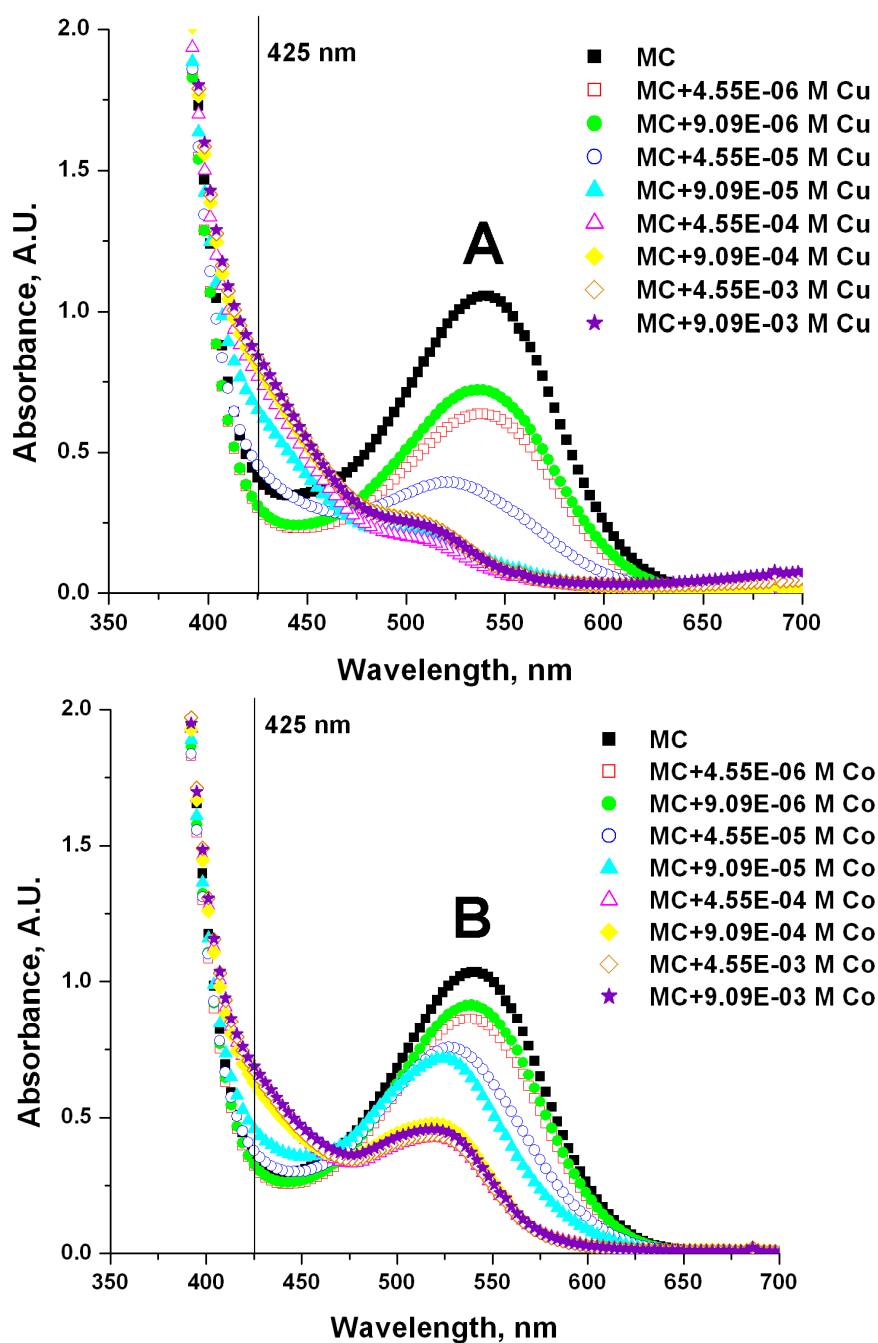 2.0
1.5
1.0
0.5
0.0
Absorbance, A.U.
425 nm
A
MC
MC+4.55E-06 M Cu
MC+9.09E-06 M Cu
MC+4.55E-05 M Cu
MC+9.09E-05 M Cu
MC+4.55E-04 M Cu
MC+9.09E-04 M Cu
MC+4.55E-03 M Cu
MC+9.09E-03 M Cu
350 400 450 500 550 600 650 700
Wavelength, nm
2.0
1.5
1.0
0.5
0.0
Absorbance, A.U.
425 nm
B
MC
MC+4.55E-06 M Co
MC+9.09E-06 M Co
MC+4.55E-05 M Co
MC+9.09E-05 M Co
MC+4.55E-04 M Co
MC+9.09E-04 M Co
MC+4.55E-03 M Co
MC+9.09E-03 M Co
350 400 450 500 550 600 650 700
Wavelength, nm